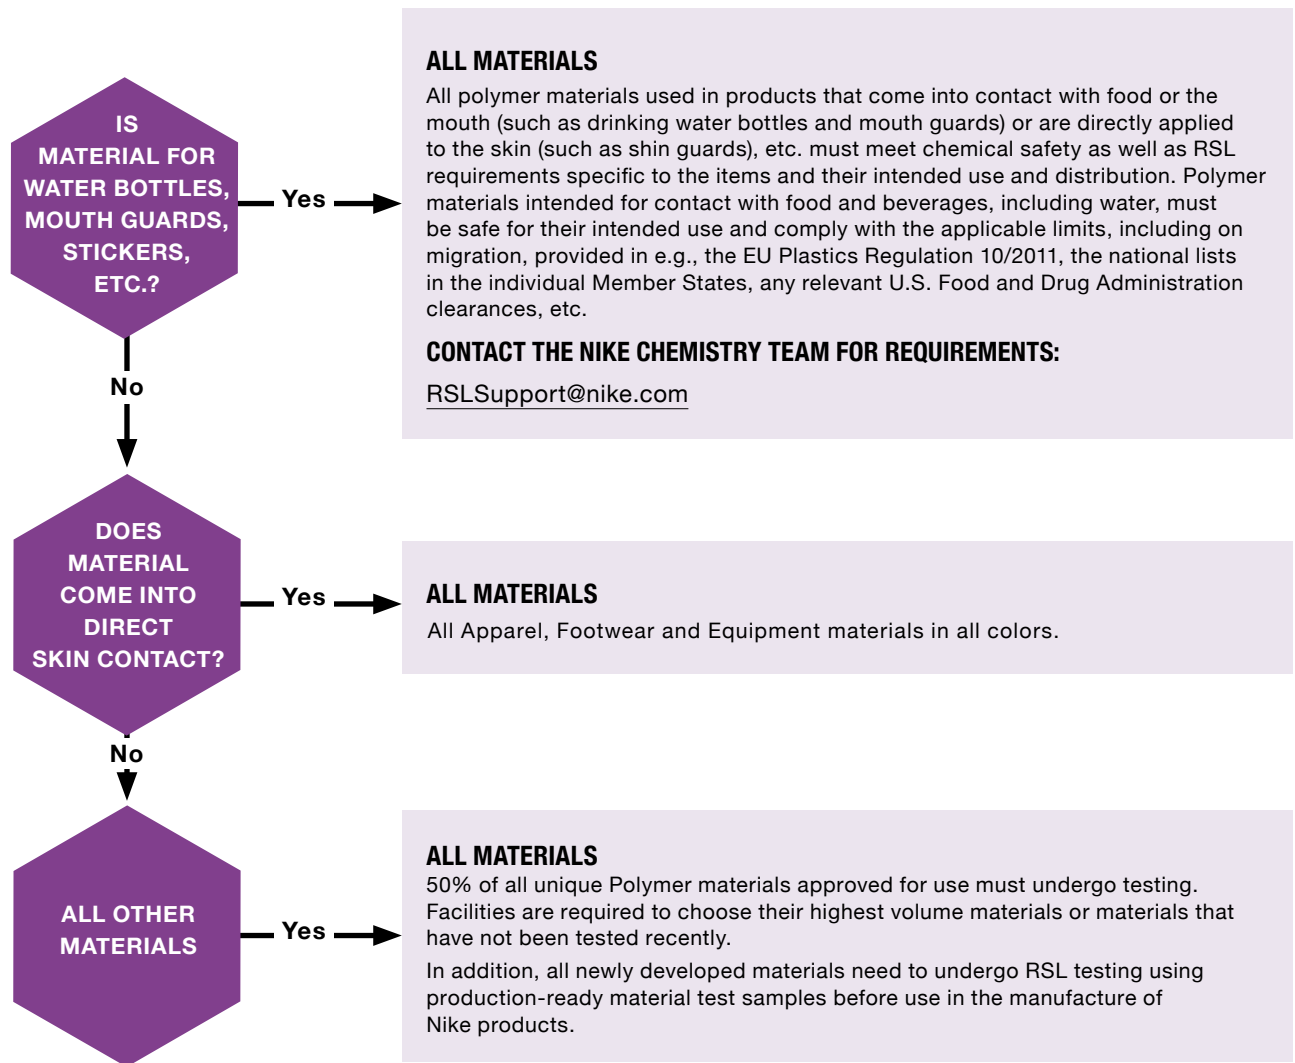 IS
MATERIAL FOR
WATER BOTTLES,
MOUTH GUARDS,
STICKERS,
ETC.?
Yes
ALL MATERIALS
All polymer materials used in products that come into contact with food or the
mouth (such as drinking water bottles and mouth guards) or are directly applied
to the skin (such as shin guards), etc. must meet chemical safety as well as RSL
requirements specific to the items and their intended use and distribution. Polymer
materials intended for contact with food and beverages, including water, must
be safe for their intended use and comply with the applicable limits, including on
migration, provided in e.g., the EU Plastics Regulation 10/2011, the national lists
in the individual Member States, any relevant U.S. Food and Drug Administration
clearances, etc.
CONTACT THE NIKE CHEMISTRY TEAM FOR REQUIREMENTS:
RSLSupport@nike.com
No
DOES
MATERIAL
COME INTO
DIRECT
SKIN CONTACT?
Yes
ALL MATERIALS
All Apparel, Footwear and Equipment materials in all colors.
No
ALL OTHER
MATERIALS
Yes
ALL MATERIALS
50% of all unique Polymer materials approved for use must undergo testing.
Facilities are required to choose their highest volume materials or materials that
have not been tested recently.
In addition, all newly developed materials need to undergo RSL testing using
production-ready material test samples before use in the manufacture of
Nike products.